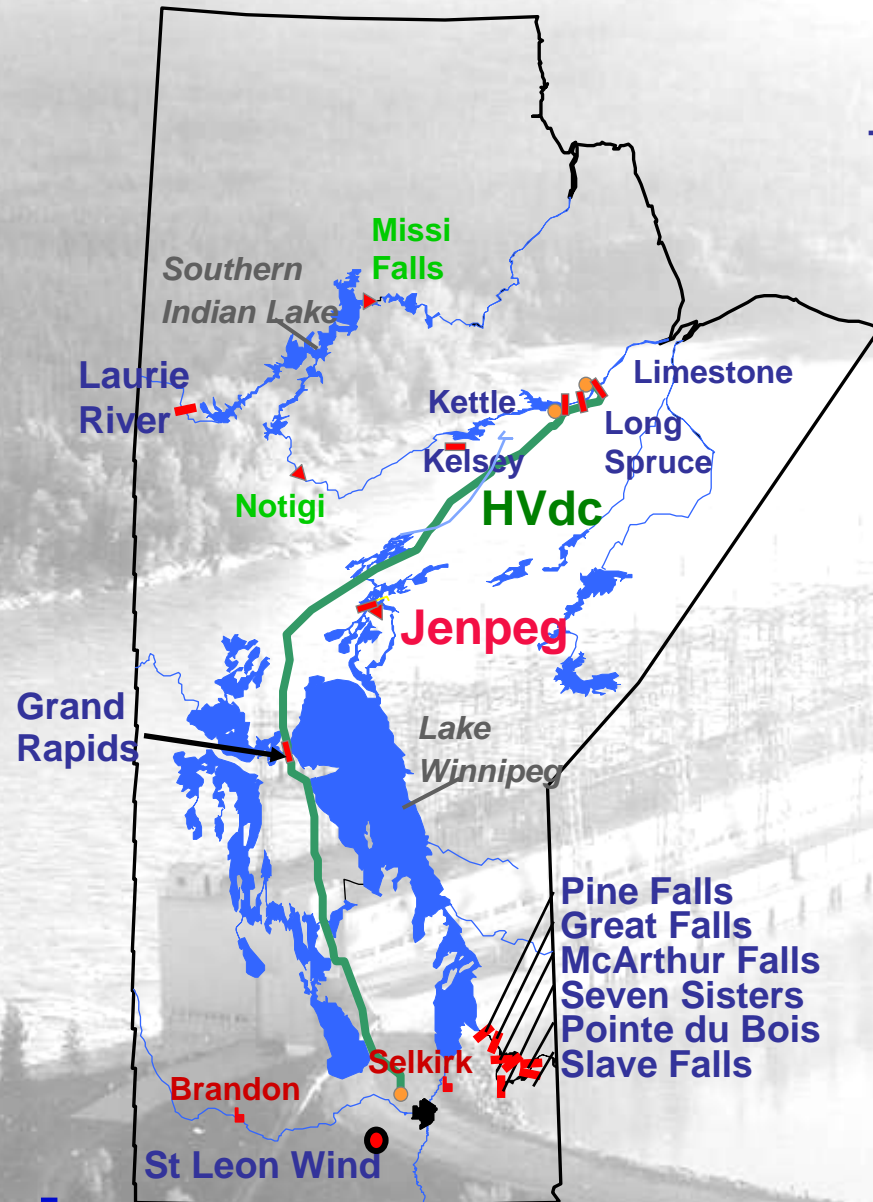 Missi
Falls
Southern
Indian Lake
Laurie
River
Kettle
Limestone
Long
Spruce
Kelsey
Notigi
HVdc
Jenpeg
Grand
Rapids
Lake
Winnipeg
Pine Falls
Great Falls
McArthur Falls
Seven Sisters
Pointe du Bois
Slave Falls
Selkirk
Brandon
St Leon Wind